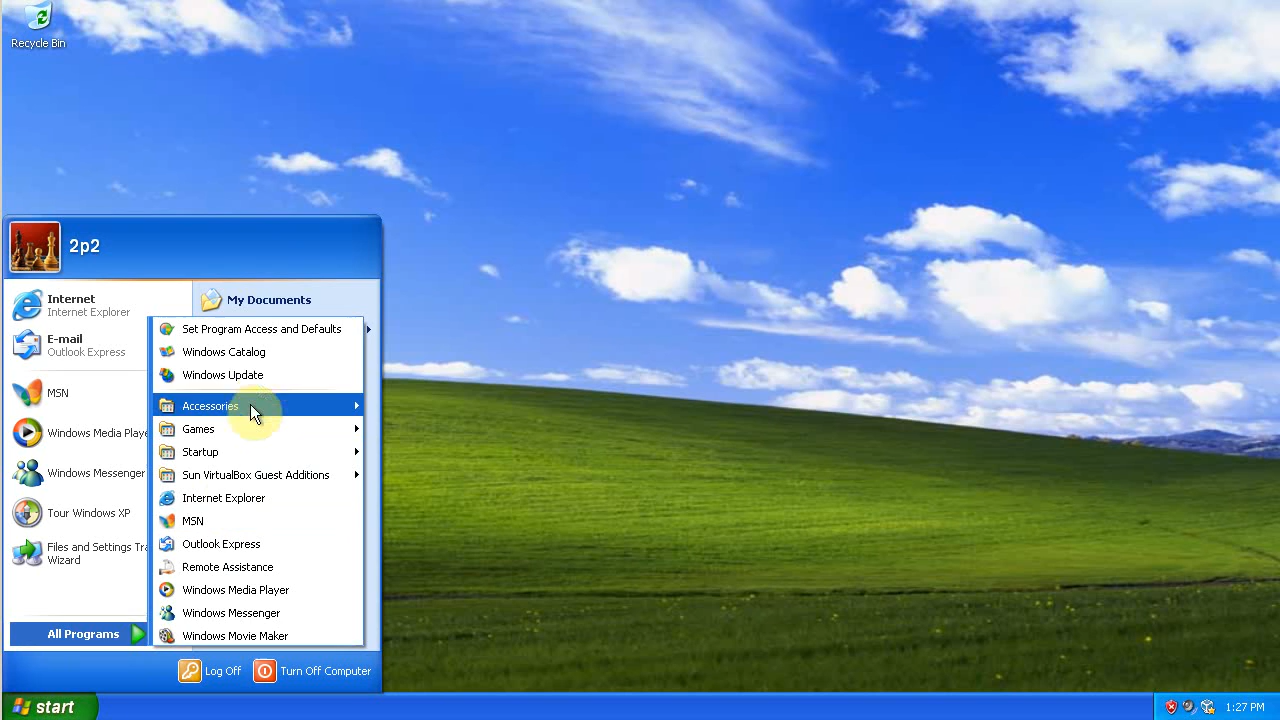 Recycle Bin
2p2
Internet
Internet Explorer
E-mail
Outlook Express
MSN
Windows Media Playe
Windows Messenger
Tour Windows XP
Files and Settings Tra
Wizard
All Programs
My Documents
Set Program Access and Defaults
Windows Catalog
Windows Update
Accessories
Games
Startup
Sun VirtualBox Guest Additions
Internet Explorer
MSN
Outlook Express
Remote Assistance
Windows Media Player
Windows Messenger
Windows Movie Maker
Log Off
Turn Off Computer
start
1:27 PM